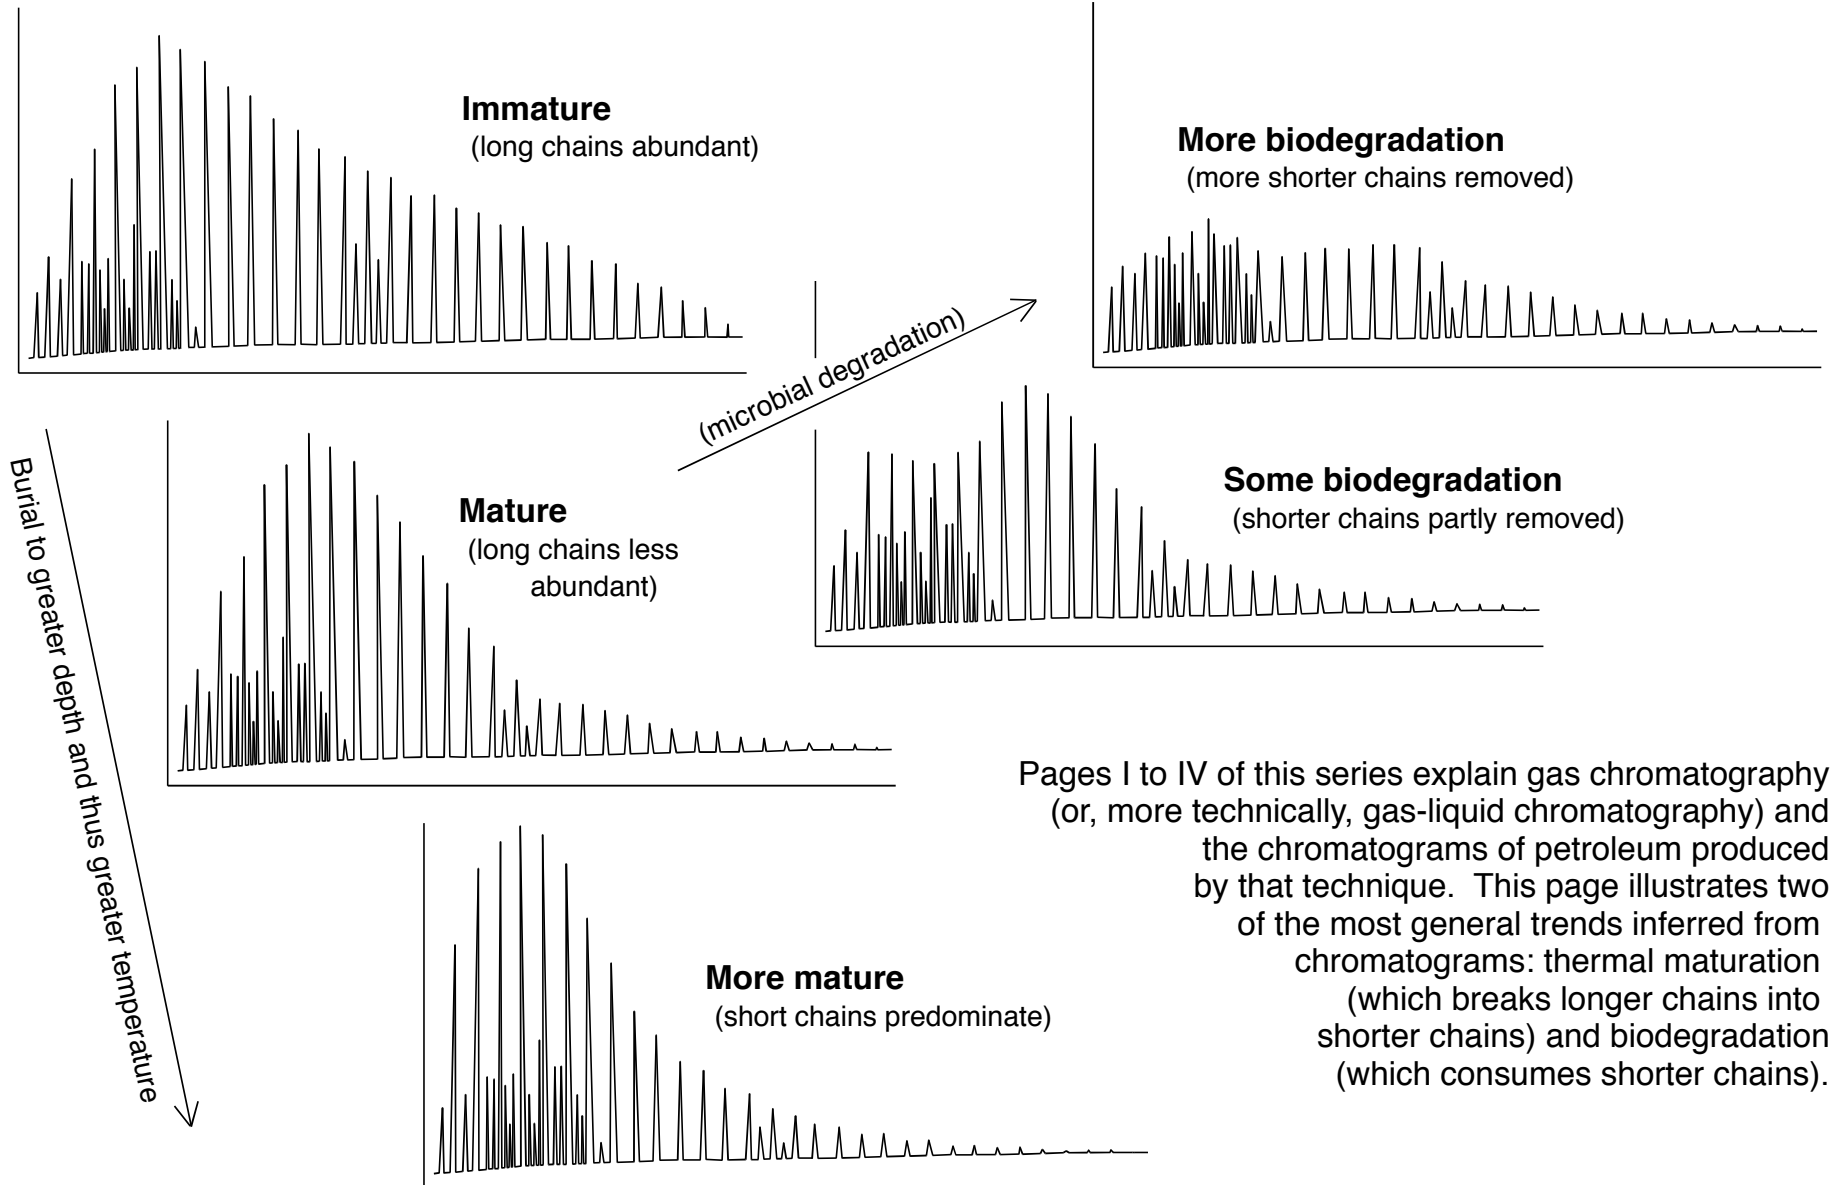 Immature
(long chains abundant)
More biodegradation
(more shorter chains removed)
(microbial degradation)
Some biodegradation
(shorter chains partly removed)
Mature
(long chains less
abundant)
Burial to greater depth and thus greater temperature
More mature
(short chains predominate)
Pages I to IV of this series explain gas chromatography
(or, more technically, gas-liquid chromatography) and
the chromatograms of petroleum produced
by that technique.  This page illustrates two
of the most general trends inferred from
chromatograms: thermal maturation
(which breaks longer chains into
shorter chains) and biodegradation
(which consumes shorter chains).